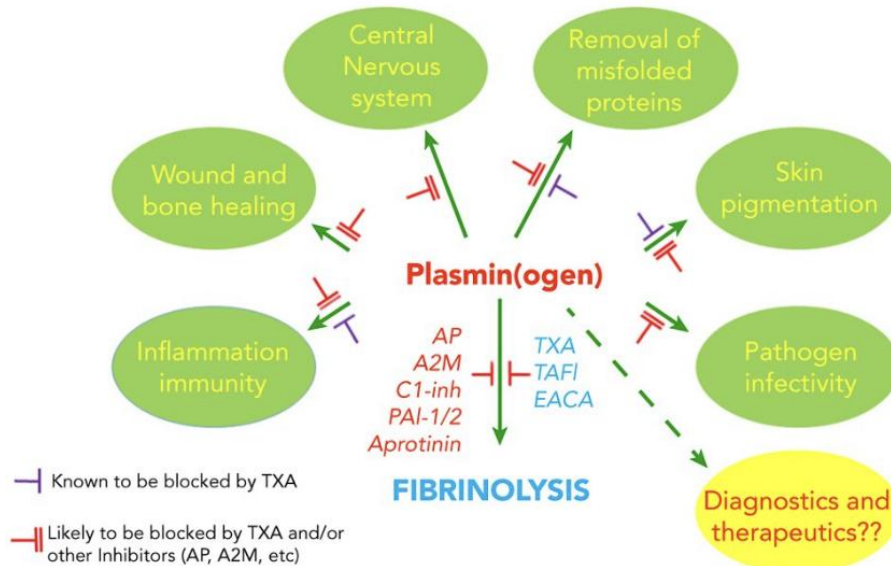 Central
Nervous
system
Removal of
misfolded
proteins
Wound and
bone healing
Skin
pigmentation
Plasmin(ogen)
Inflammation
immunity
AP
A2M
C1-inh
PAI-1/2
Aprotinin
TXA
TAFI
EACA
Pathogen
infectivity
FIBRINOLYSIS
Diagnostics and
therapeutics??
Known to be blocked by TXA
Likely to be blocked by TXA and/or
other Inhibitors (AP, A2M, etc)